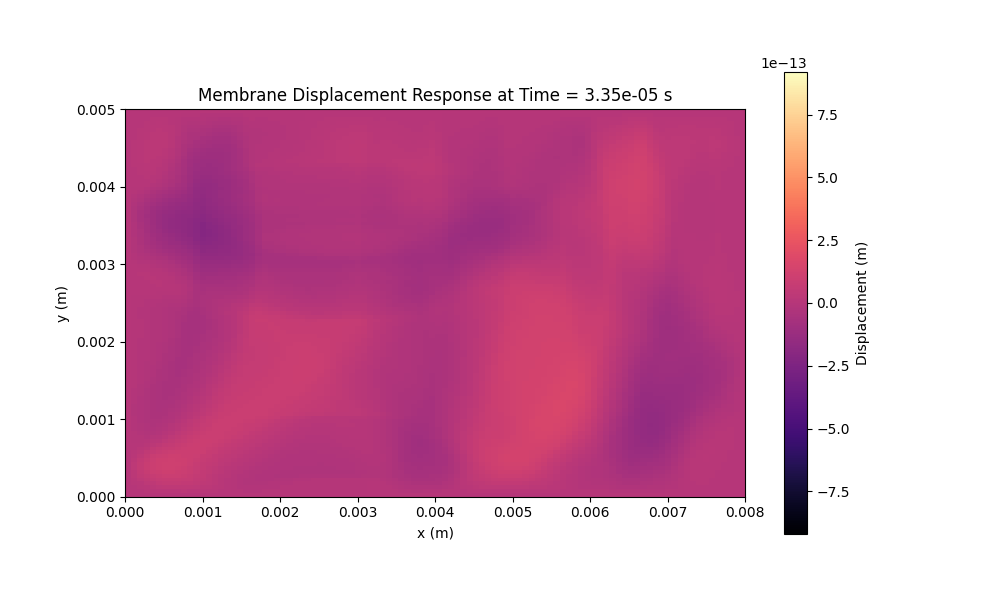 1e−13
Membrane Displacement Response at Time = 3.35e-05 s
0.005
0.004
0.003
0.002
0.001
0.000
y (m)
0.000 0.001 0.002 0.003 0.004 0.005 0.006 0.007 0.008
x (m)
7.5
5.0
2.5
0.0
−2.5
−5.0
−7.5
Displacement (m)